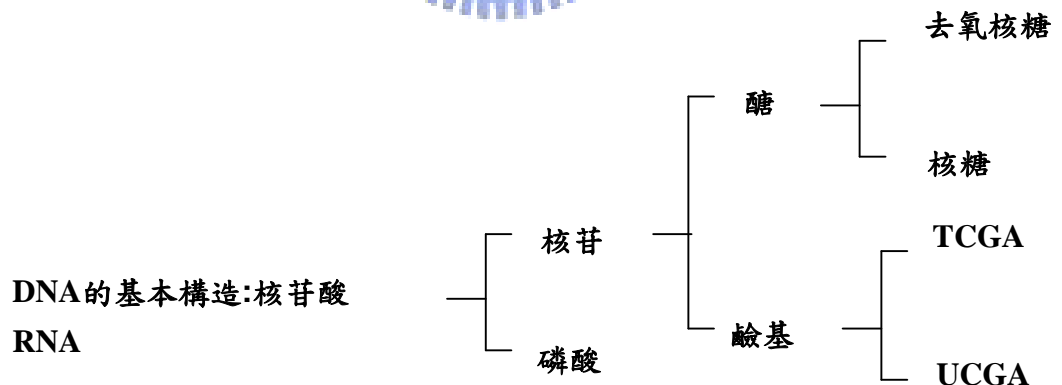 去氧核糖
醣
核糖
核苷
TCGA
DNA的基本構造:核苷酸
RNA
鹼基
磷酸
UCGA